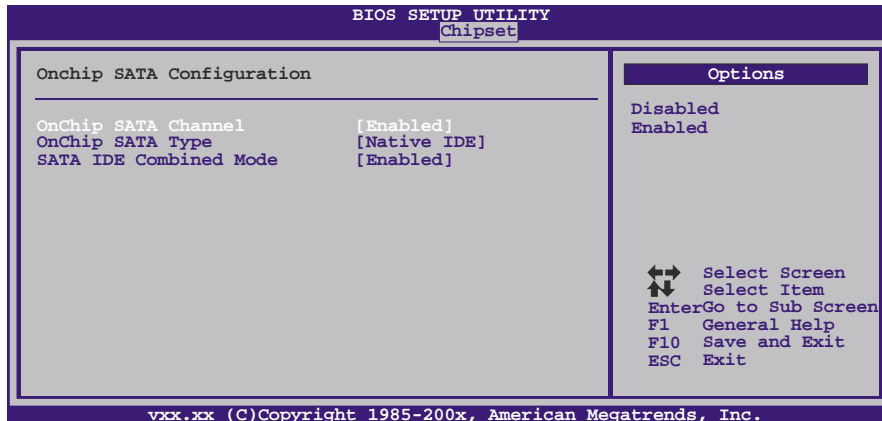 BIOS SETUP UTILITY
Chipset
Onchip SATA Configuration
OnChip SATA Channel [Enabled]
OnChip SATA Type [Native IDE]
SATA IDE Combined Mode [Enabled]
Options
Disabled
Enabled
Select Screen
Select Item
EnterGo to Sub Screen
F1 General Help
F10 Save and Exit
ESC Exit
vxx.xx (C)Copyright 1985-200x, American Megatrends, Inc.